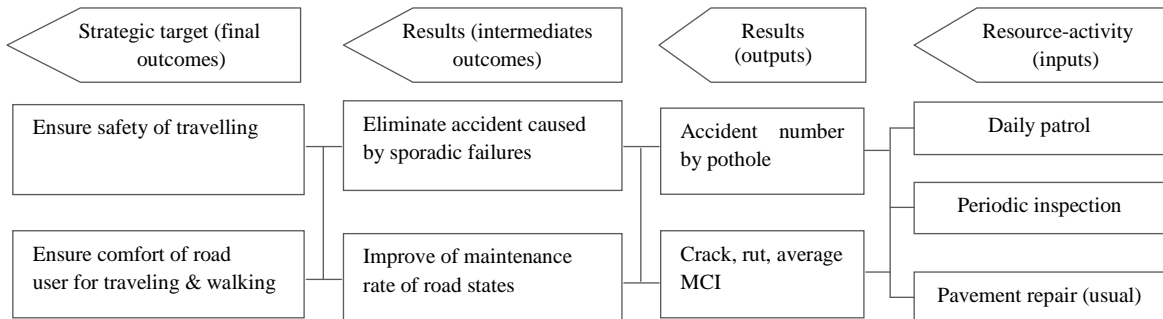 Strategic target (final
outcomes)
Results (intermediates
outcomes)
Results
(outputs)
Resource-activity
(inputs)
Ensure safety of travelling
Eliminate accident caused
by sporadic failures
Accident number
by pothole
Daily patrol
Periodic inspection
Ensure comfort of road
user for traveling & walking
Improve of maintenance
rate of road states
Crack, rut, average
MCI
Pavement repair (usual)